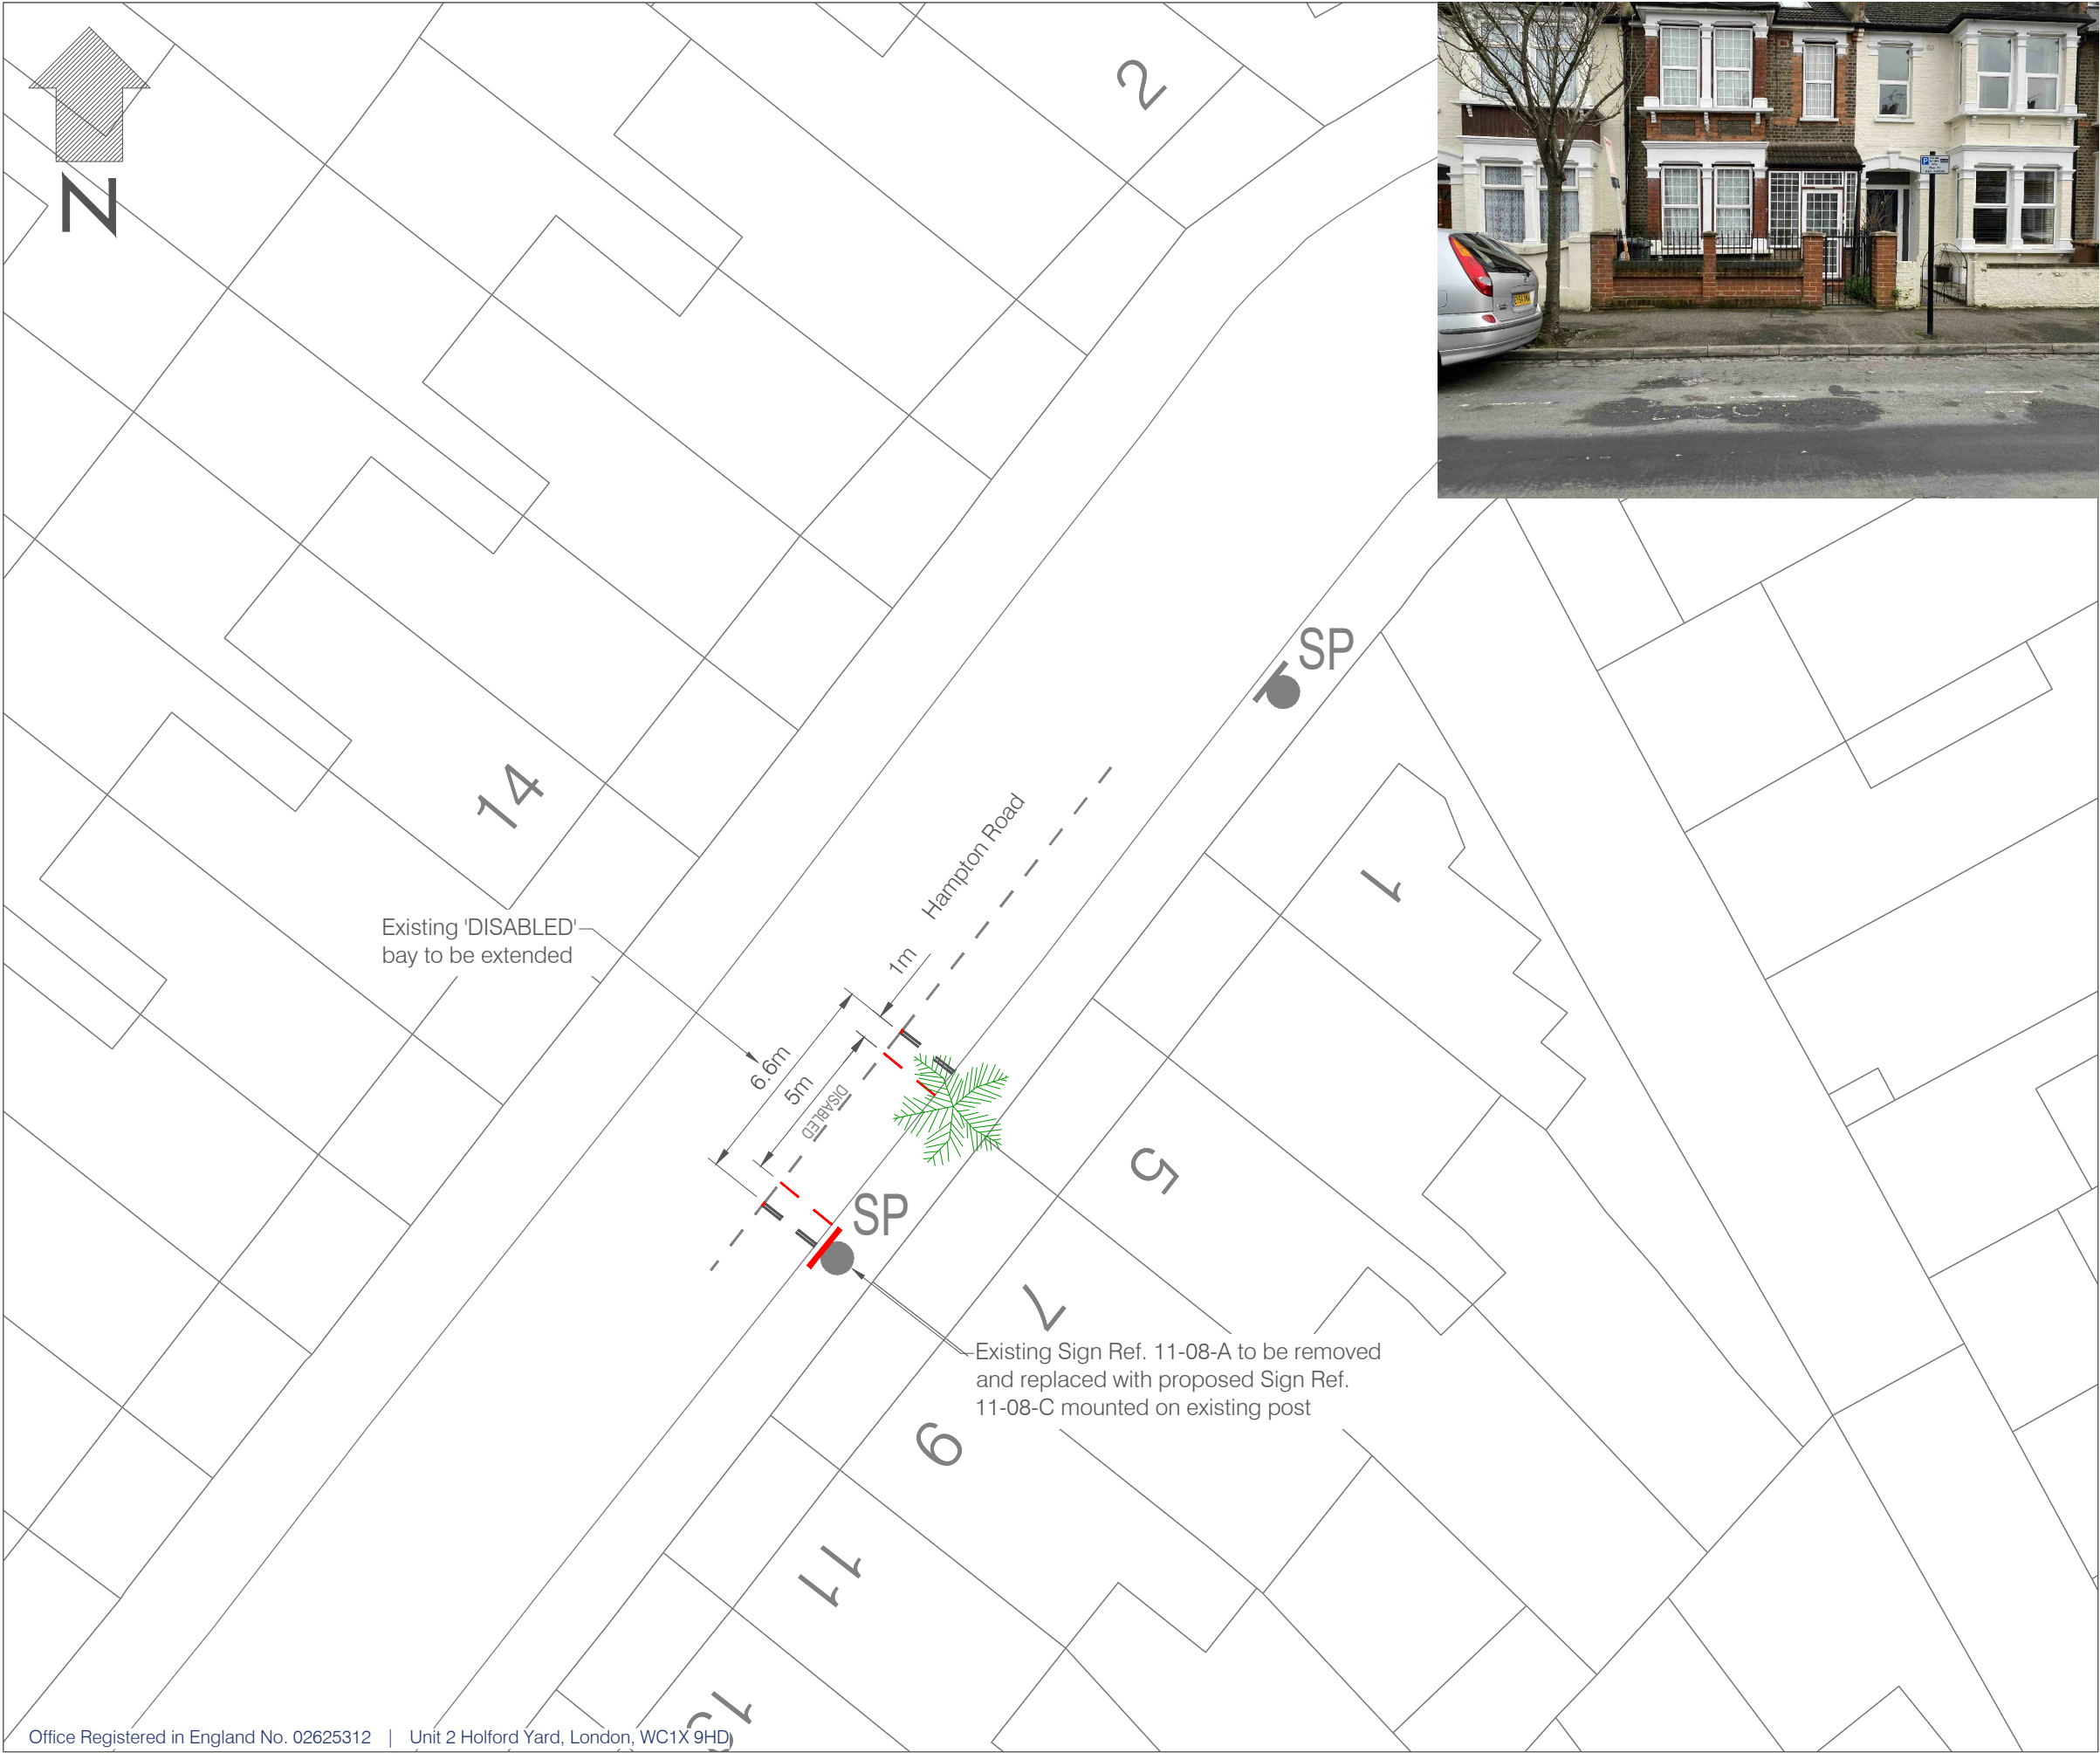 N
2
SP
14
1
Hampton Road
Existing 'DISABLED'
bay to be extended
1m
6.6m
5m
DISABLED
5
SP
7
Existing Sign Ref. 11-08-A to be removed
and replaced with proposed Sign Ref.
11-08-C mounted on existing post
9
11
13
Office Registered in England No. 02625312 | Unit 2 Holford Yard, London, WC1X 9HD
P